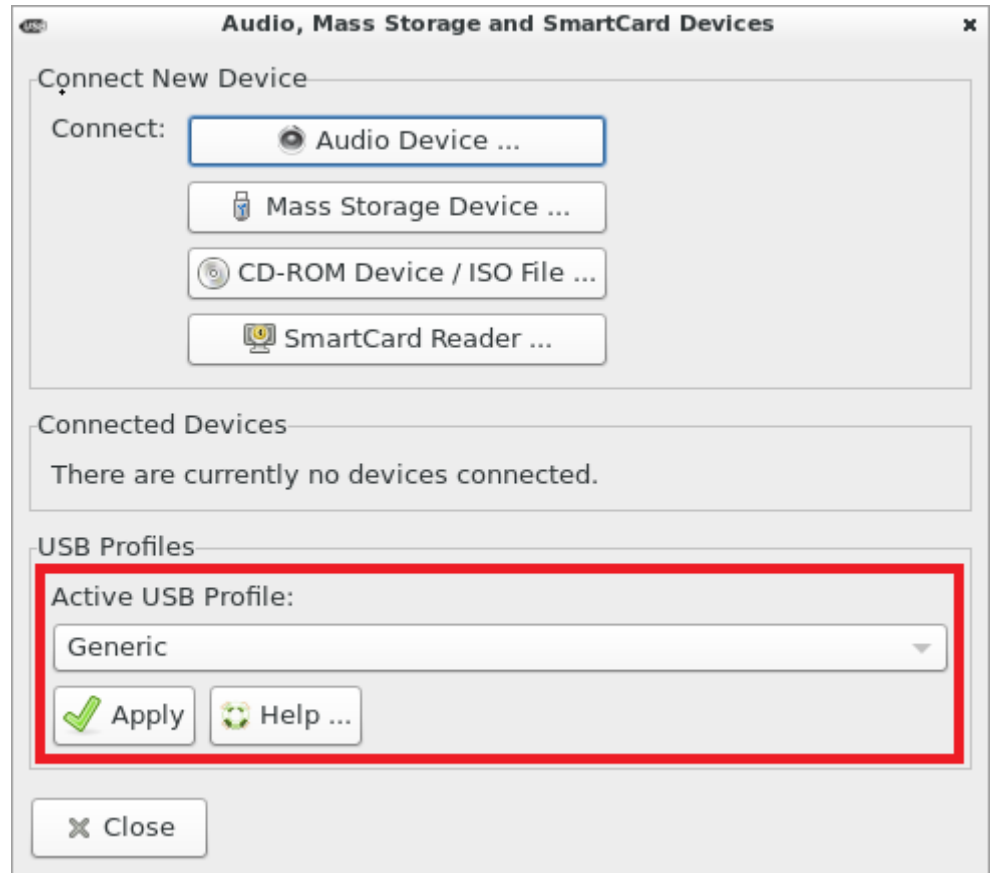 Audio, Mass Storage and SmartCard Devices
Connect New Device
Connect:
Audio Device ...
Mass Storage Device ...
CD-ROM Device / ISO File ...
SmartCard Reader ...
Connected Devices
There are currently no devices connected.
USB Profiles
Active USB Profile:
Generic
Apply
Help ...
Close